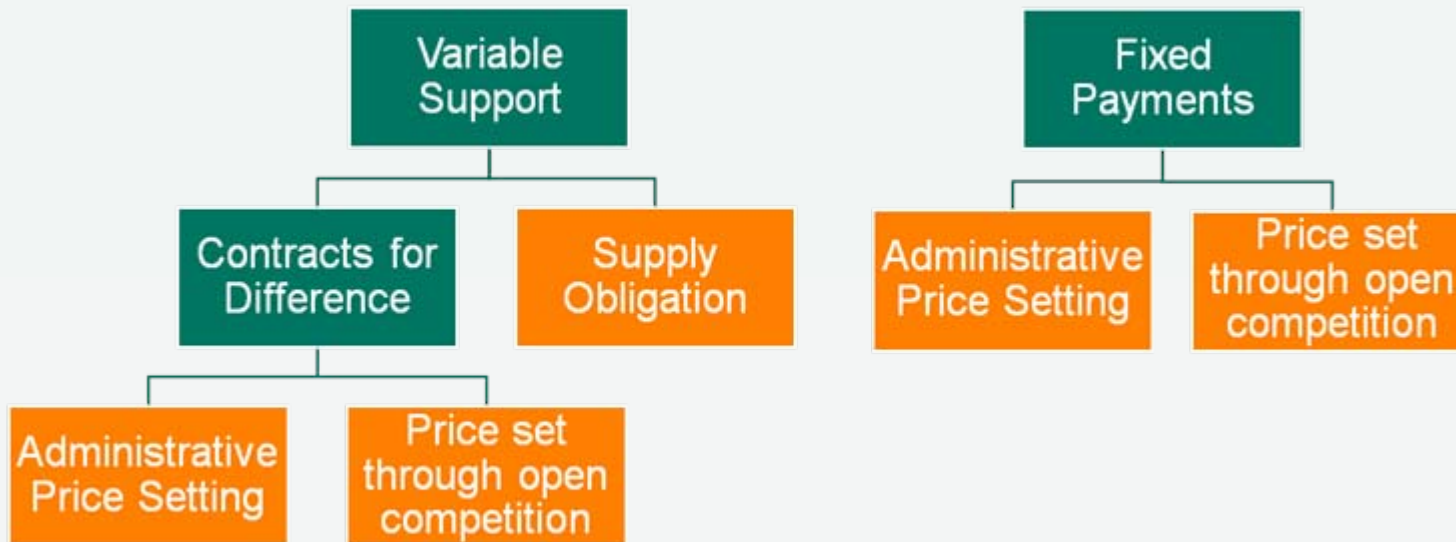 Variable
Support
Fixed
Payments
Contracts for
Difference
Supply
Obligation
Administrative
Price Setting
Price set
through open
competition
Administrative
Price Setting
Price set
through open
competition